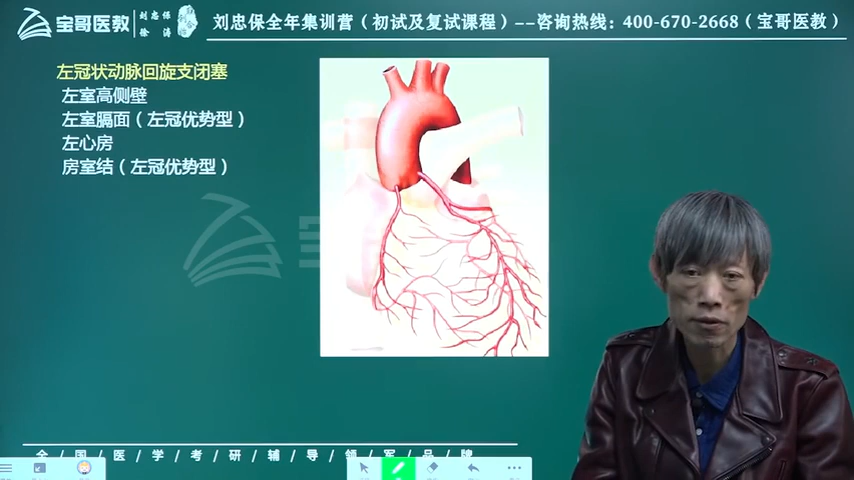 宝哥医教
刘忠保
徐涛
刘忠保全年集训营（初试及复试课程）--咨询热线：400-670-2668（宝哥医教）
左冠状动脉回旋支闭塞
左室高侧壁
左室膈面（左冠优势型）
左心房
房室结（左冠优势型）
宝
全/国/医/学/考/研/辅/导/领/军/品/牌